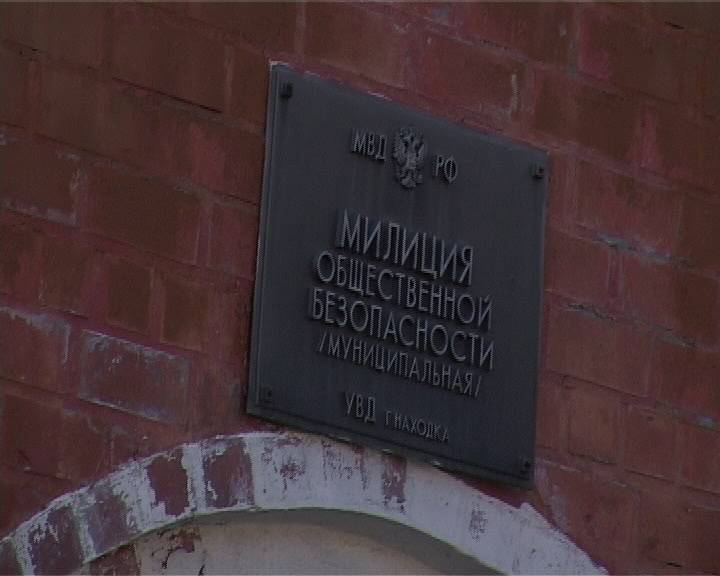 МВД РФ
МИЛИЦИЯ
ОБЩЕСТВЕННОЙ
БЕЗОПАСНОСТИ
/МУНИЦИПАЛЬНАЯ/
УВД Г НАХОДКА